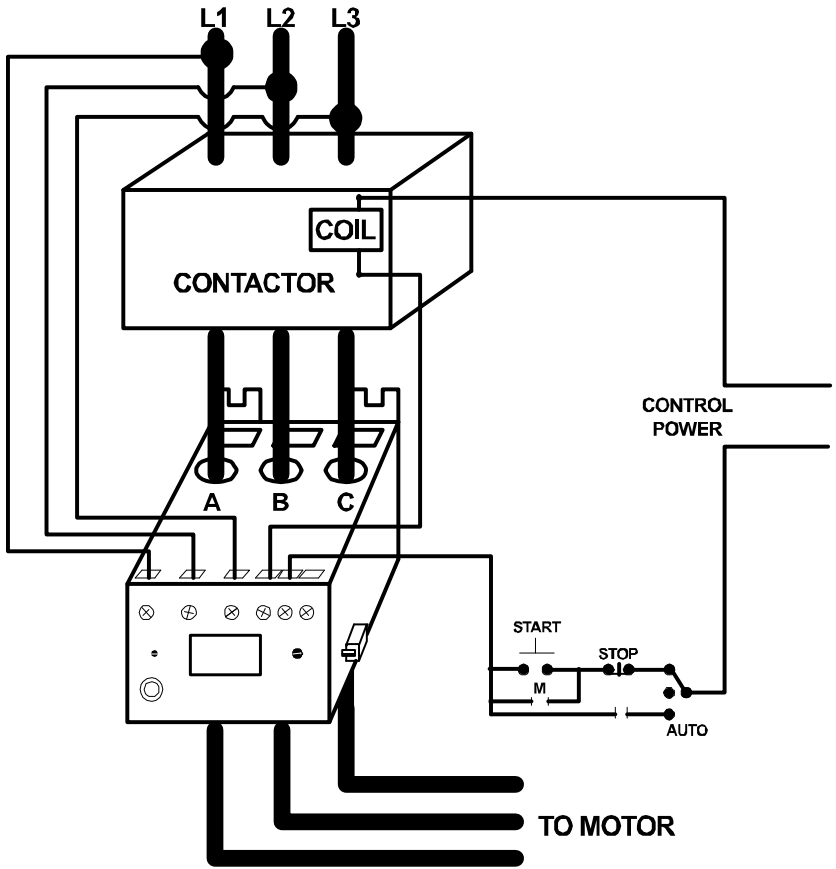 L1 L2 L3
COIL
CONTACTOR
CONTROL
POWER
A B C
START
STOP
M
AUTO
TO MOTOR